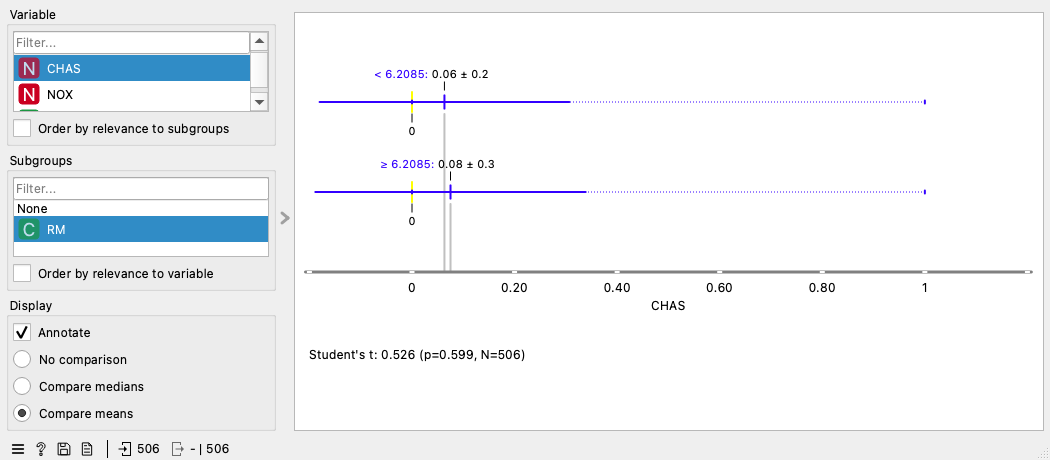 Variable
Filter...
N CHAS
N NOX
Order by relevance to subgroups
Subgroups
Filter...
None
C RM
Order by relevance to variable
Display
Annotate
No comparison
Compare medians
Compare means
506 - | 506
< 6.2085: 0.06 ± 0.2
0
≥ 6.2085: 0.08 ± 0.3
0
0 0.20 0.40 0.60 0.80 1
CHAS
Student's t: 0.526 (p=0.599, N=506)